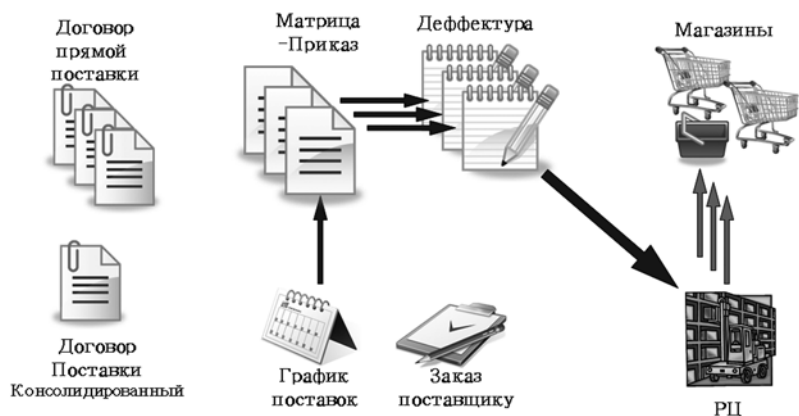 Договор
прямой
поставки
Матрица
-Приказ
Деффектура
Магазины
Договор
Поставки
Консолидированный
График
поставок
Заказ
поставщику
РЦ